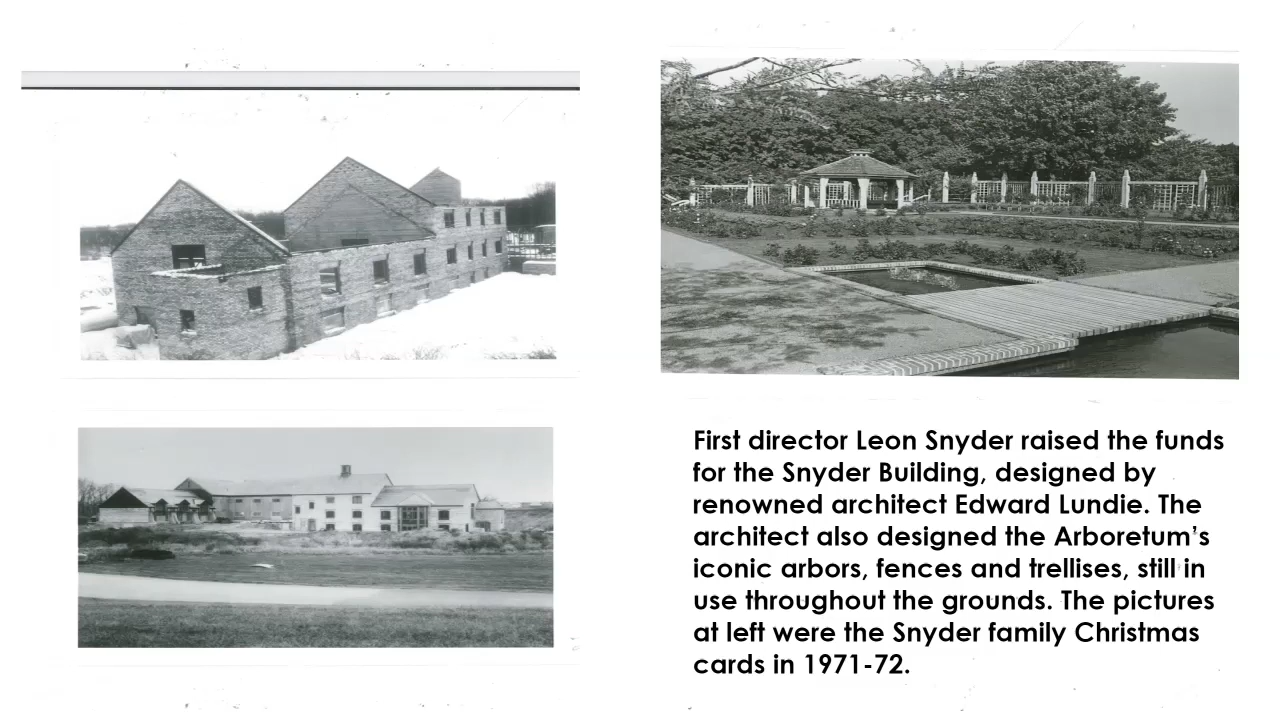 First director Leon Snyder raised the funds
for the Snyder Building, designed by
renowned architect Edward Lundie. The
architect also designed the Arboretum’s
iconic arbors, fences and trellises, still in
use throughout the grounds. The pictures
at left were the Snyder family Christmas
cards in 1971-72.